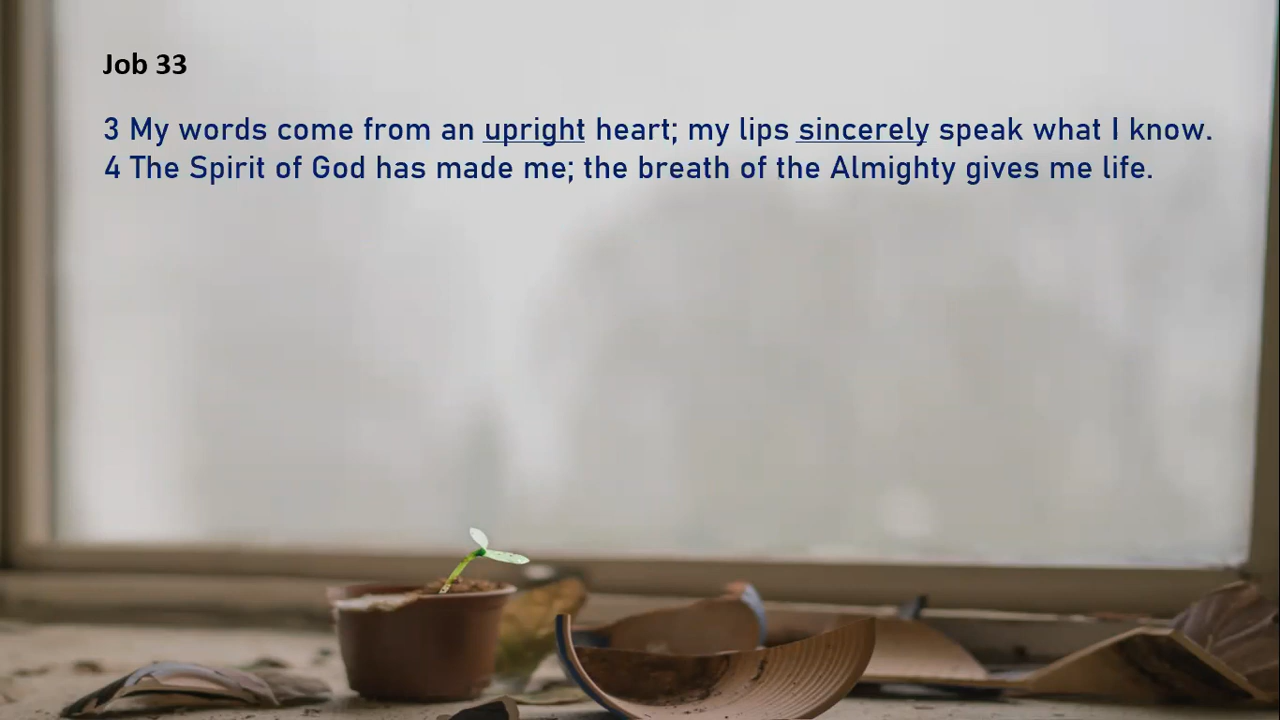 Job 33
3 My words come from an upright heart; my lips sincerely speak what I know.
4 The Spirit of God has made me; the breath of the Almighty gives me life.